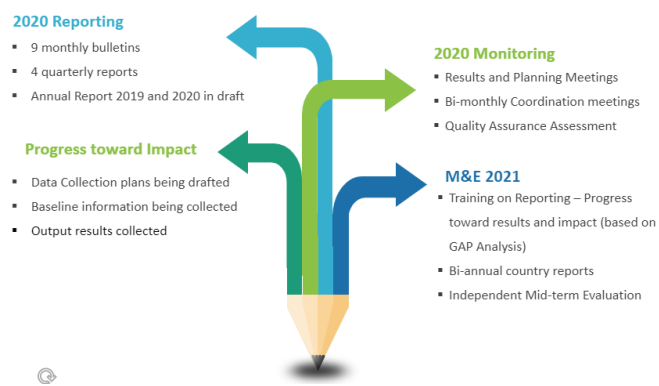 2020 Reporting
▪ 9 monthly bulletins
▪ 4 quarterly reports
▪ Annual Report 2019 and 2020 in draft
2020 Monitoring
▪ Results and Planning Meetings
▪ Bi-monthly Coordination meetings
▪ Quality Assurance Assessment
Progress toward Impact
▪ Data Collection plans being drafted
▪ Baseline information being collected
▪ Output results collected
M&E 2021
▪ Training on Reporting – Progress
toward results and impact (based on
GAP Analysis)
▪ Bi-annual country reports
▪ Independent Mid-term Evaluation